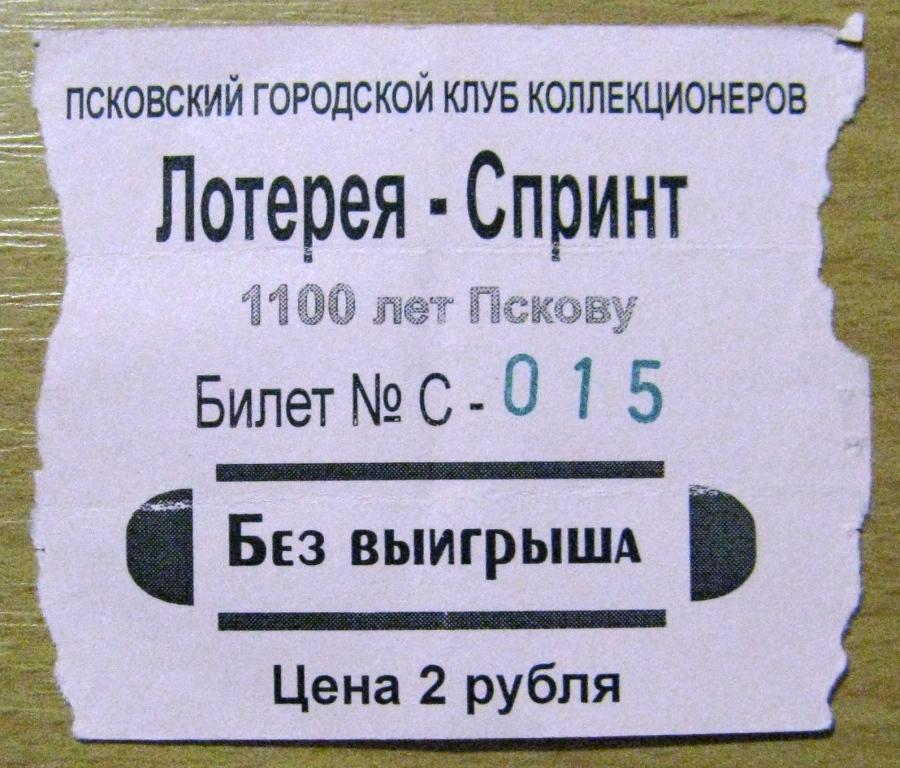 ПСКОВСКИЙ ГОРОДСКОЙ КЛУБ КОЛЛЕКЦИОНЕРОВ
Лотерея - Спринт
1100 лет Пскову
Билет № С - 015
Без выигрыша
Цена 2 рубля